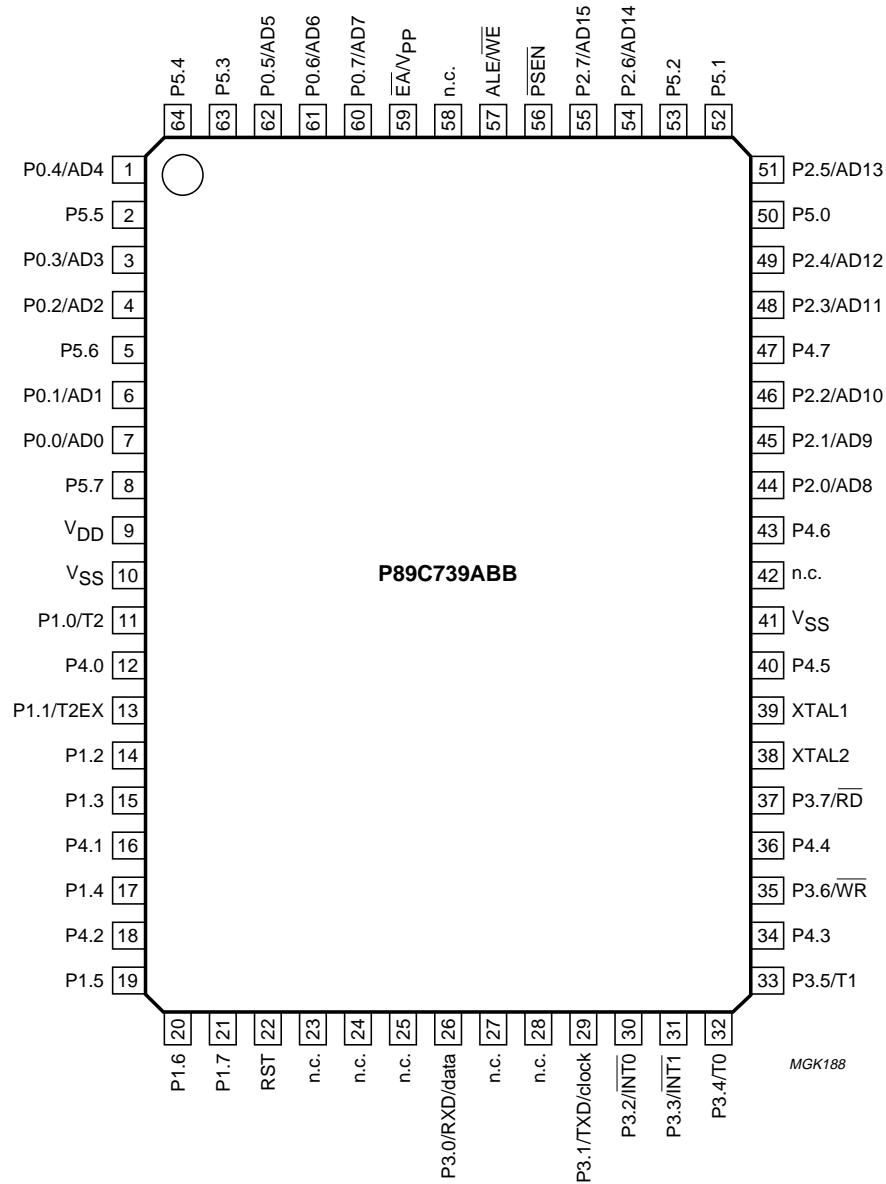 P5.4
P5.3
P0.5/AD5
P0.6/AD6
P0.7/AD7
E̅A̅/VPP
n.c.
ALE/W̅E̅
P̅S̅E̅N̅
P2.7/AD15
P2.6/AD14
P5.2
P5.1
64 63 62 61 60 59 58 57 56 55 54 53 52
P0.4/AD4 1
P5.5 2
P0.3/AD3 3
P0.2/AD2 4
P5.6 5
P0.1/AD1 6
P0.0/AD0 7
P5.7 8
VDD 9
VSS 10
P1.0/T2 11
P4.0 12
P1.1/T2EX 13
P1.2 14
P1.3 15
P4.1 16
P1.4 17
P4.2 18
P1.5 19
P89C739ABB
51 P2.5/AD13
50 P5.0
49 P2.4/AD12
48 P2.3/AD11
47 P4.7
46 P2.2/AD10
45 P2.1/AD9
44 P2.0/AD8
43 P4.6
42 n.c.
41 VSS
40 P4.5
39 XTAL1
38 XTAL2
37 P3.7/R̅D̅
36 P4.4
35 P3.6/W̅R̅
34 P4.3
33 P3.5/T1
20 21 22 23 24 25 26 27 28 29 30 31 32
P1.6
P1.7
RST
n.c.
n.c.
n.c.
P3.0/RXD/data
n.c.
n.c.
P3.1/TXD/clock
P3.2/I̅N̅T̅0̅
P3.3/I̅N̅T̅1̅
P3.4/T0
MGK188